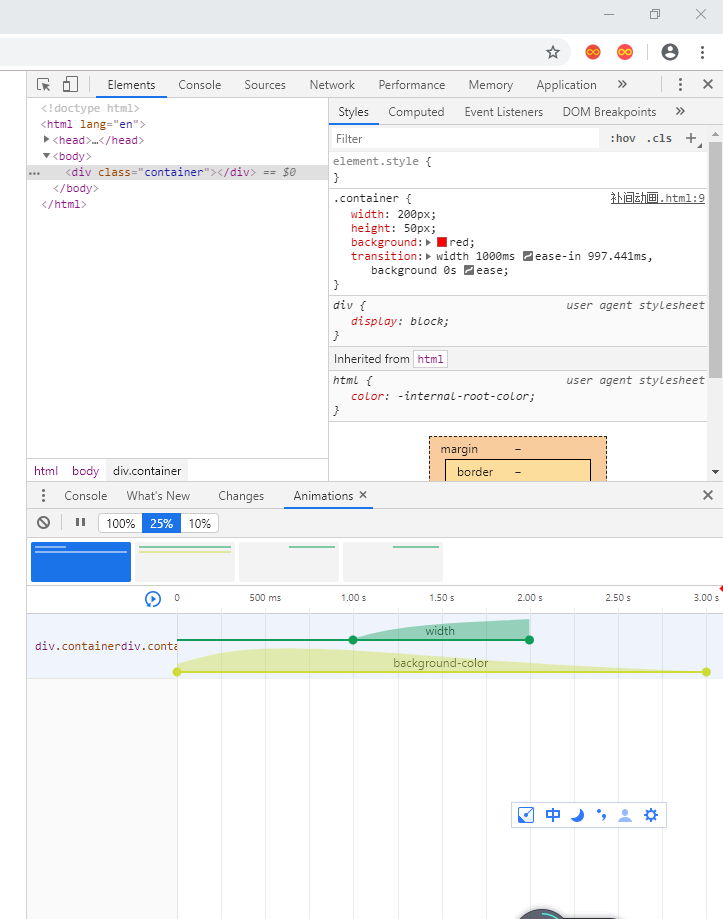 Elements Console Sources Network Performance Memory Application »
<!doctype html>
<html lang="en">
<head>…</head>
<body>
<div class="container"></div> == $0
</body>
</html>
html body div.container
Styles Computed Event Listeners DOM Breakpoints »
Filter :hov .cls +
element.style {
}
.container { 补间动画.html:9
width: 200px;
height: 50px;
background: red;
transition: width 1000ms ease-in 997.441ms,
background 0s ease;
}
div { user agent stylesheet
display: block;
}
Inherited from html
html { user agent stylesheet
color: -internal-root-color;
}
margin –
border –
Console What's New Changes Animations ×
100% 25% 10%
0 500 ms 1.00 s 1.50 s 2.00 s 2.50 s 3.00 s
div.containerdiv.conta
width
background-color
中